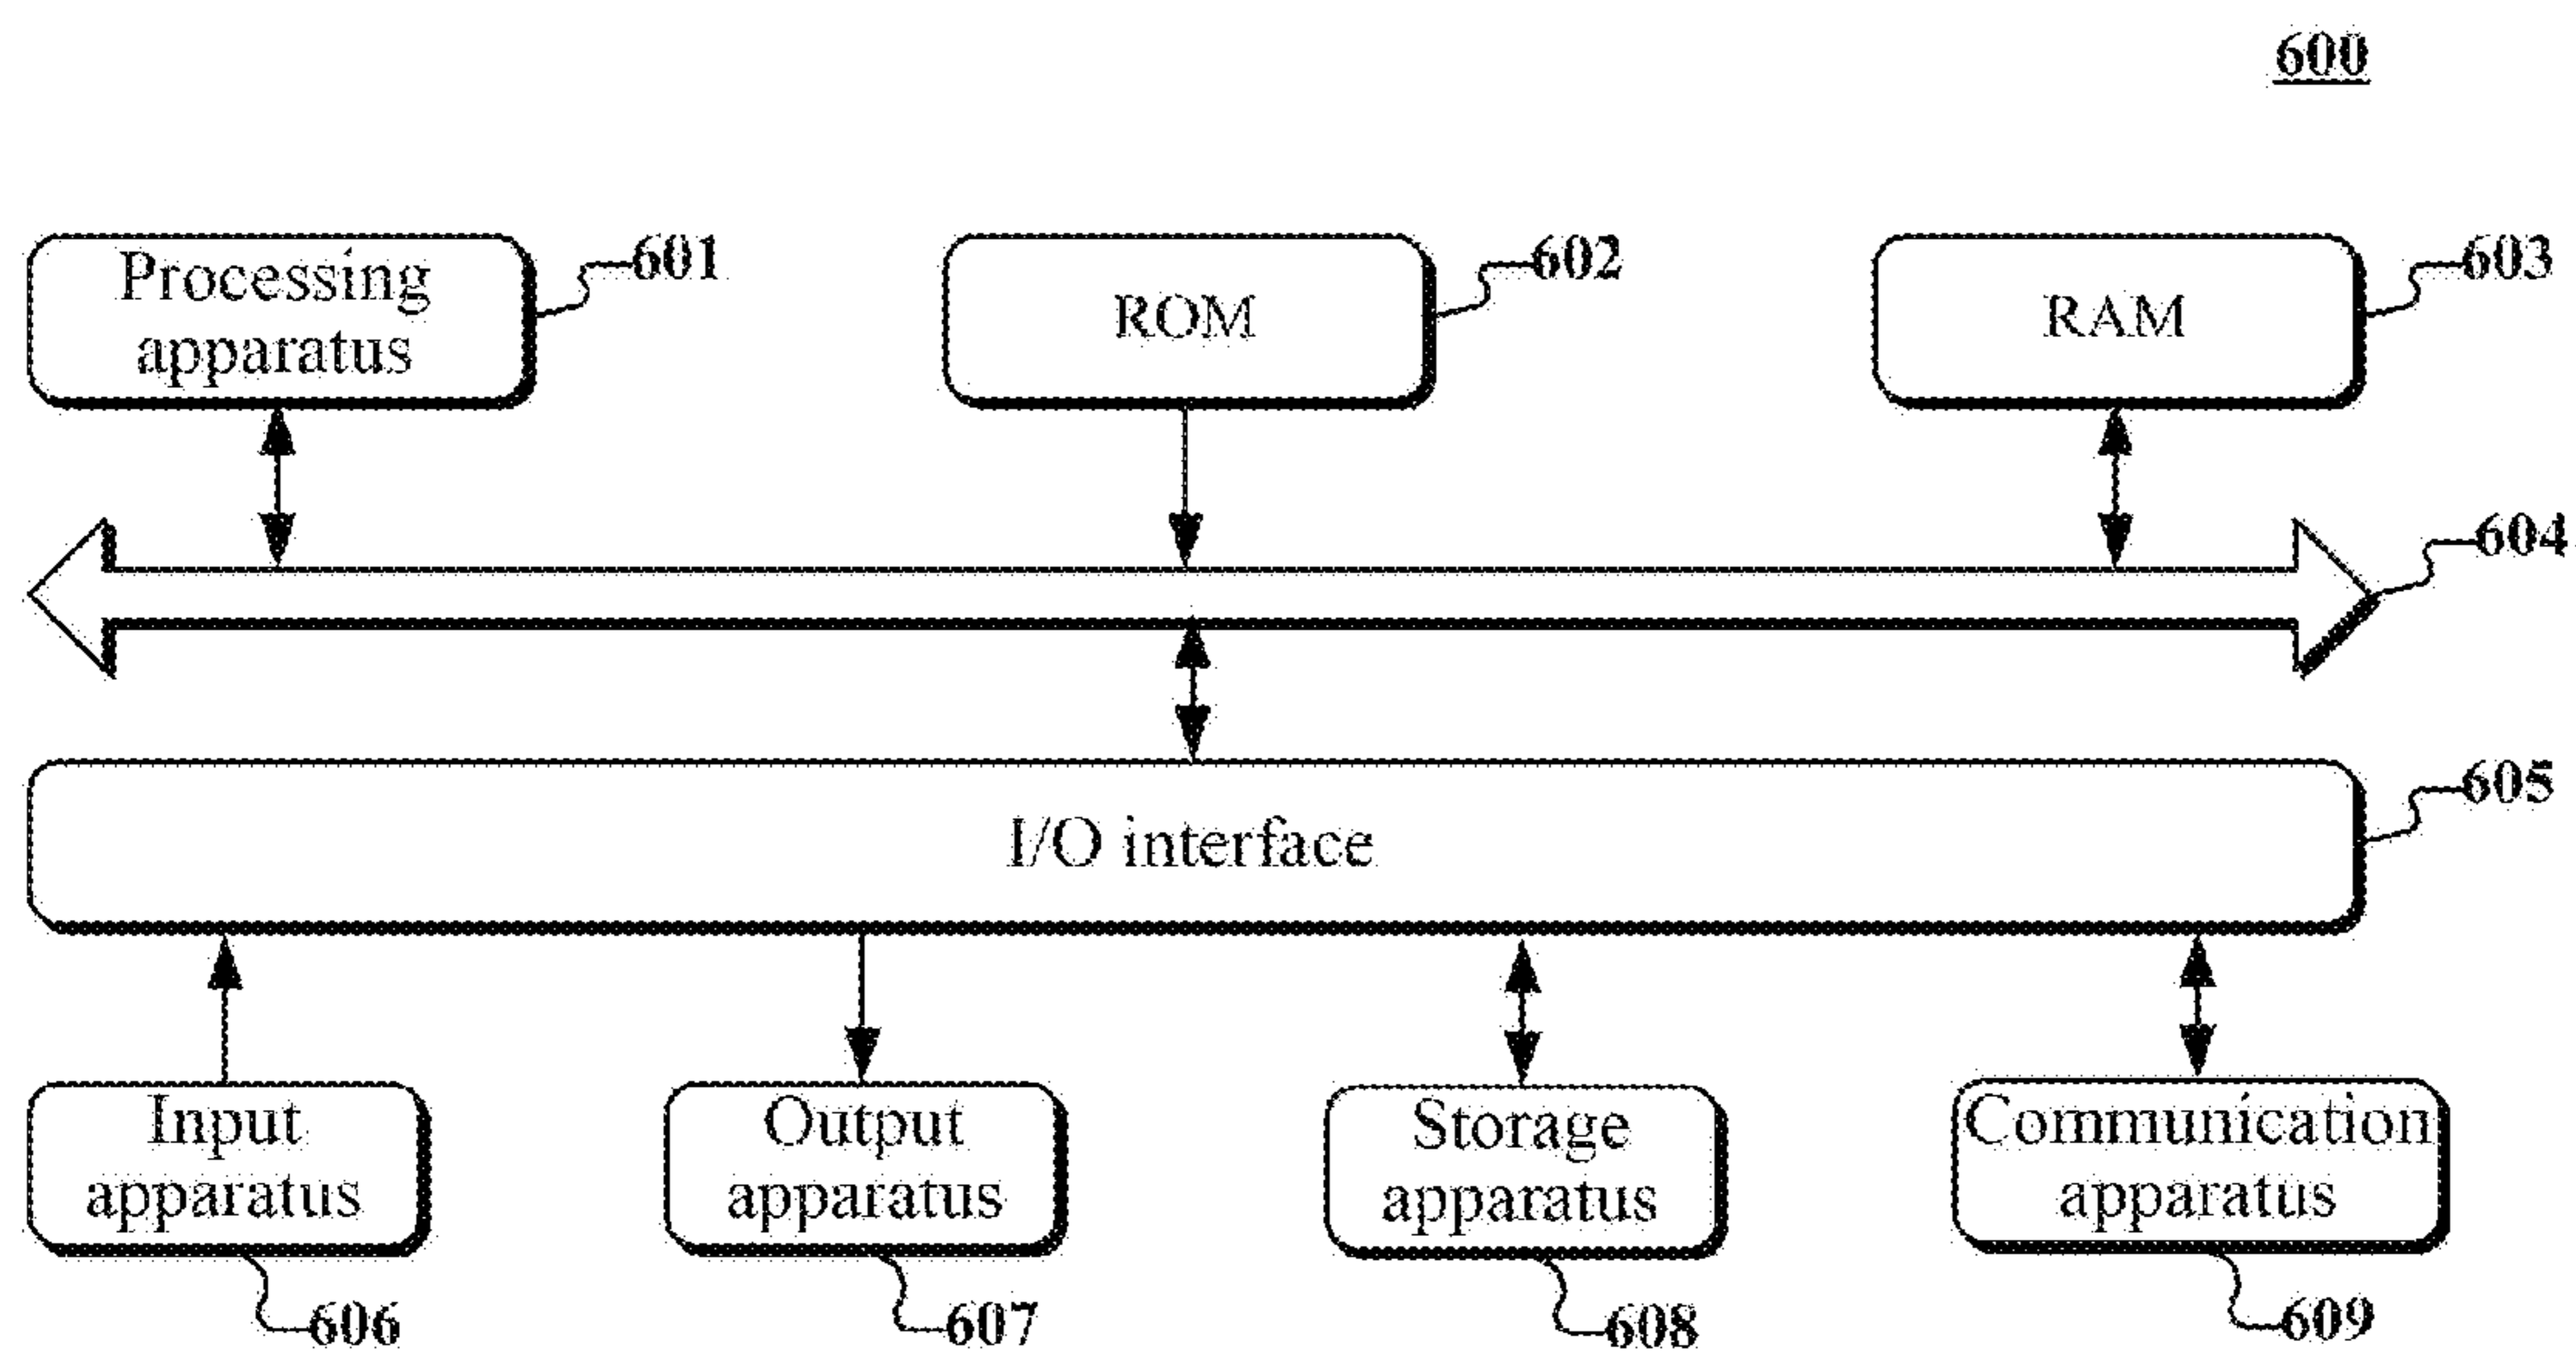 600
Processing
apparatus
601
ROM
602
RAM
603
604
I/O interface
605
Input
apparatus
606
Output
apparatus
607
Storage
apparatus
608
Communication
apparatus
609